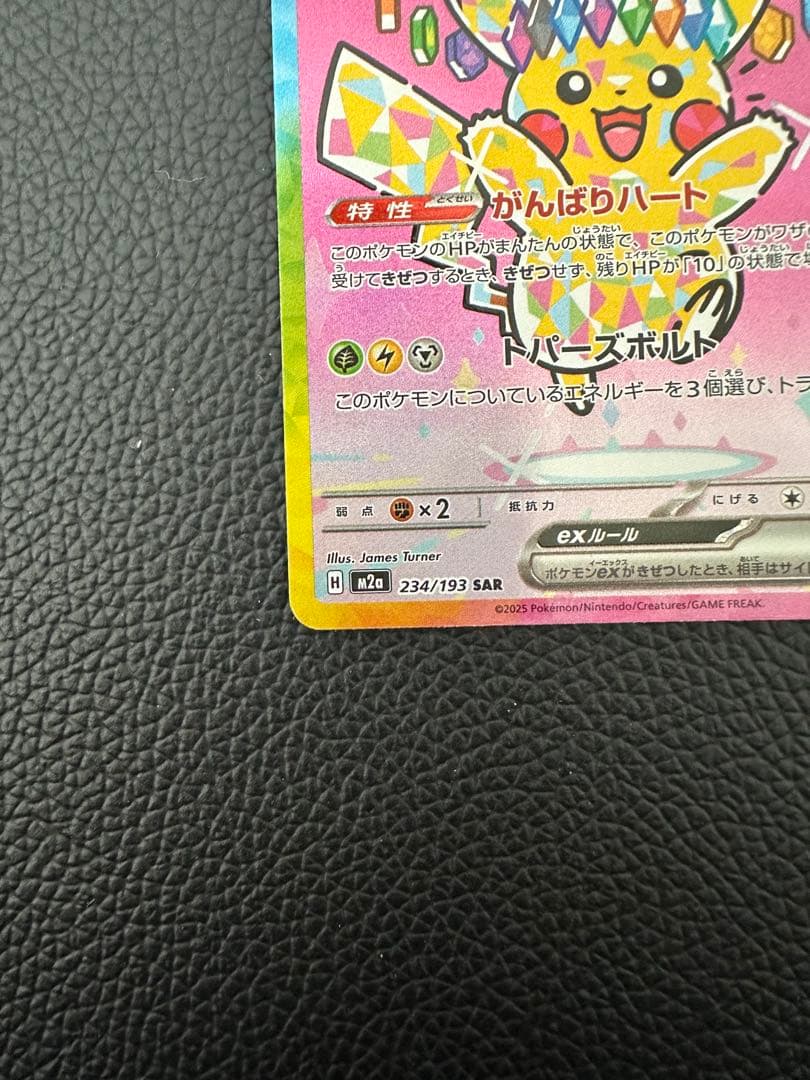 特性 とくせい がんばりハート
このポケモンのHPがまんたんの状態で、このポケモンがワザの
受けてきぜつするとき、きぜつせず、残りHPが「10」の状態で
トパーズボルト
このポケモンについているエネルギーを3個選び、トラ
弱点 ×2 抵抗力 にげる
exルール
ポケモンexがきぜつしたとき、相手はサイ
Illus. James Turner
H m2a 234/193 SAR
©2025 Pokémon/Nintendo/Creatures/GAME FREAK.